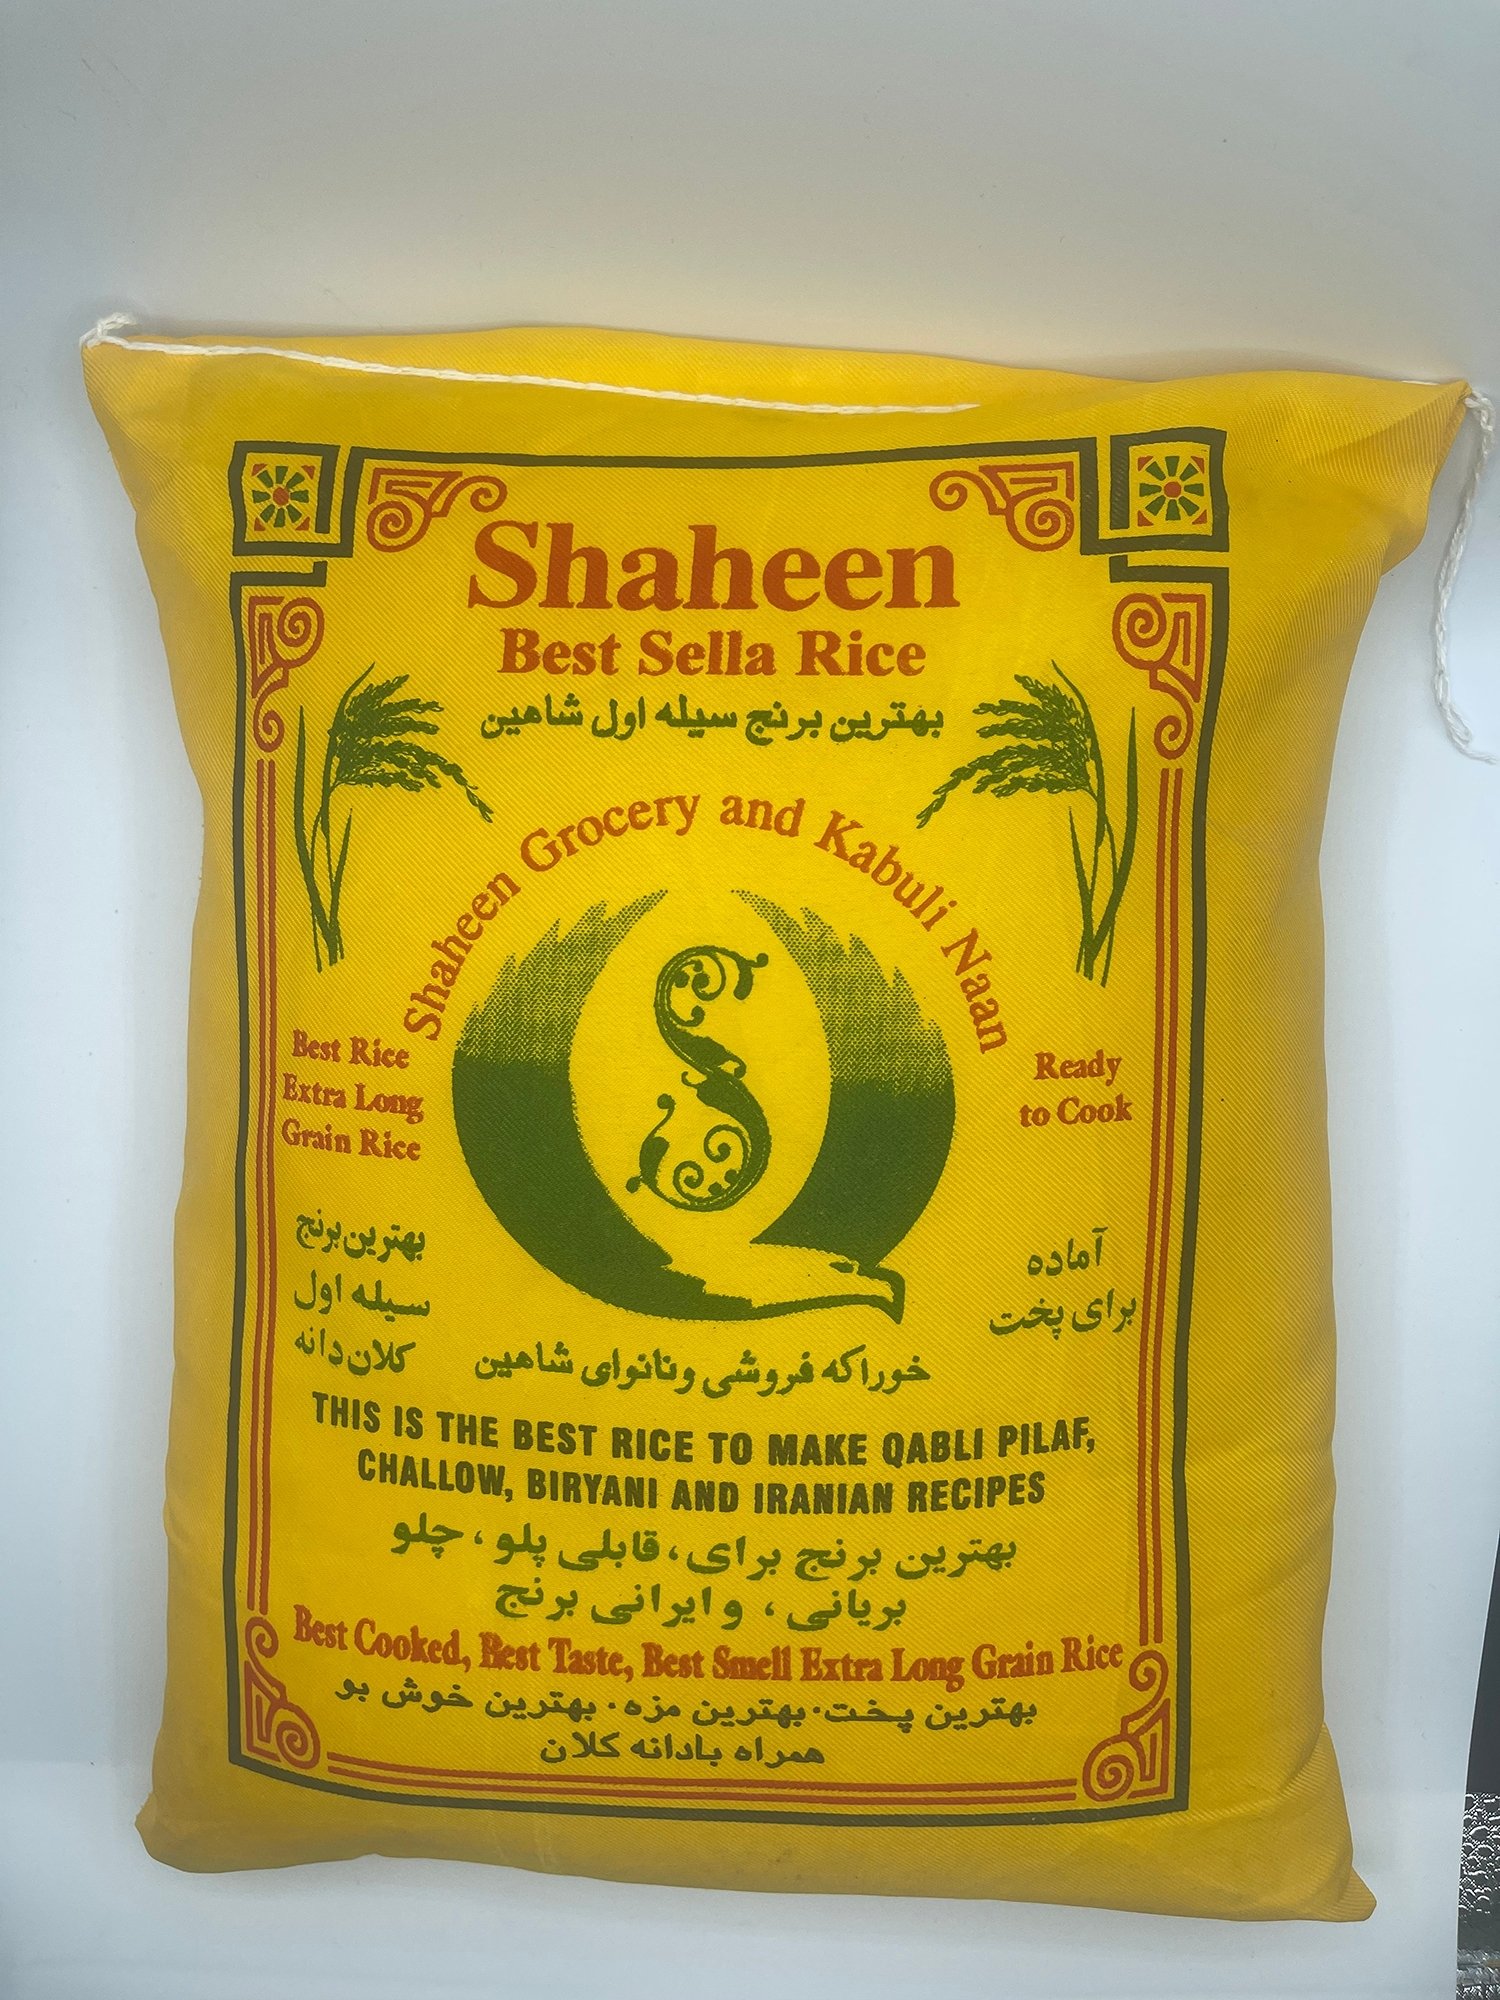 Shaheen
Best Sella Rice
بهترین برنج سیله اول شاهین
Shaheen Grocery and Kabuli Naan
S
Best Rice
Extra Long
Grain Rice
Ready
to Cook
بهترین برنج
سیله اول
کلان دانه
آماده
برای پخت
خوراکه فروشی ونانوای شاهین
THIS IS THE BEST RICE TO MAKE QABLI PILAF,
CHALLOW, BIRYANI AND IRANIAN RECIPES
بهترین برنج برای، قابلی پلو، چلو
بریانی، وایرانی برنج
Best Cooked, Best Taste, Best Smell Extra Long Grain Rice
بهترین پخت. بهترین مزه. بهترین خوش بو
همراه بادانه کلان